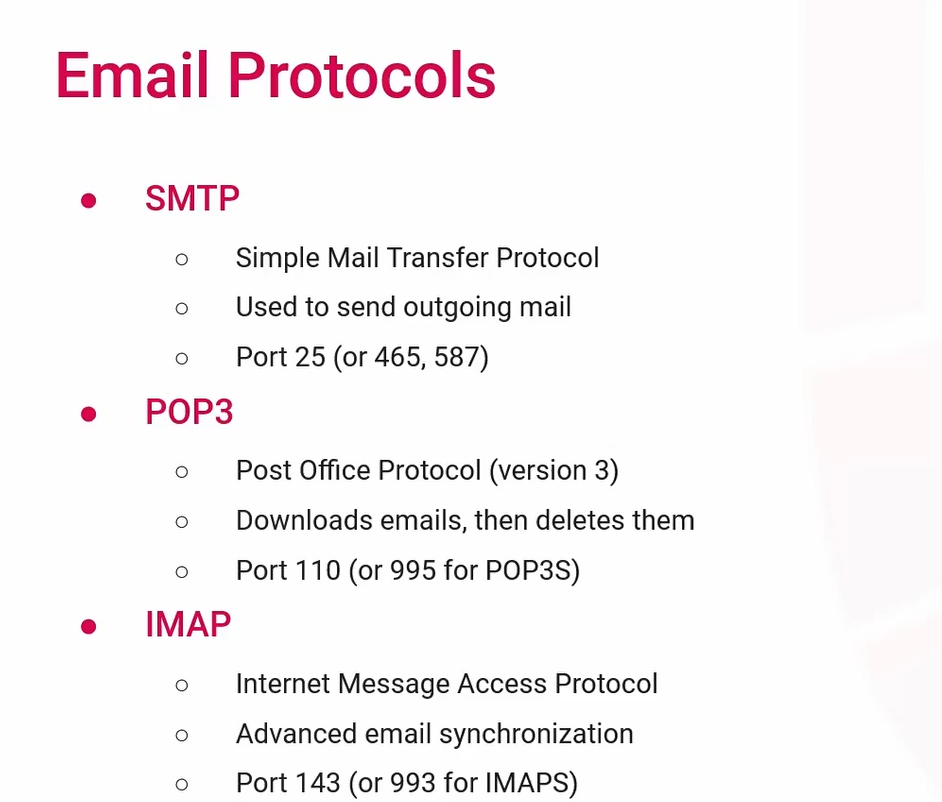 Email Protocols
● SMTP
○ Simple Mail Transfer Protocol
○ Used to send outgoing mail
○ Port 25 (or 465, 587)
● POP3
○ Post Office Protocol (version 3)
○ Downloads emails, then deletes them
○ Port 110 (or 995 for POP3S)
● IMAP
○ Internet Message Access Protocol
○ Advanced email synchronization
○ Port 143 (or 993 for IMAPS)